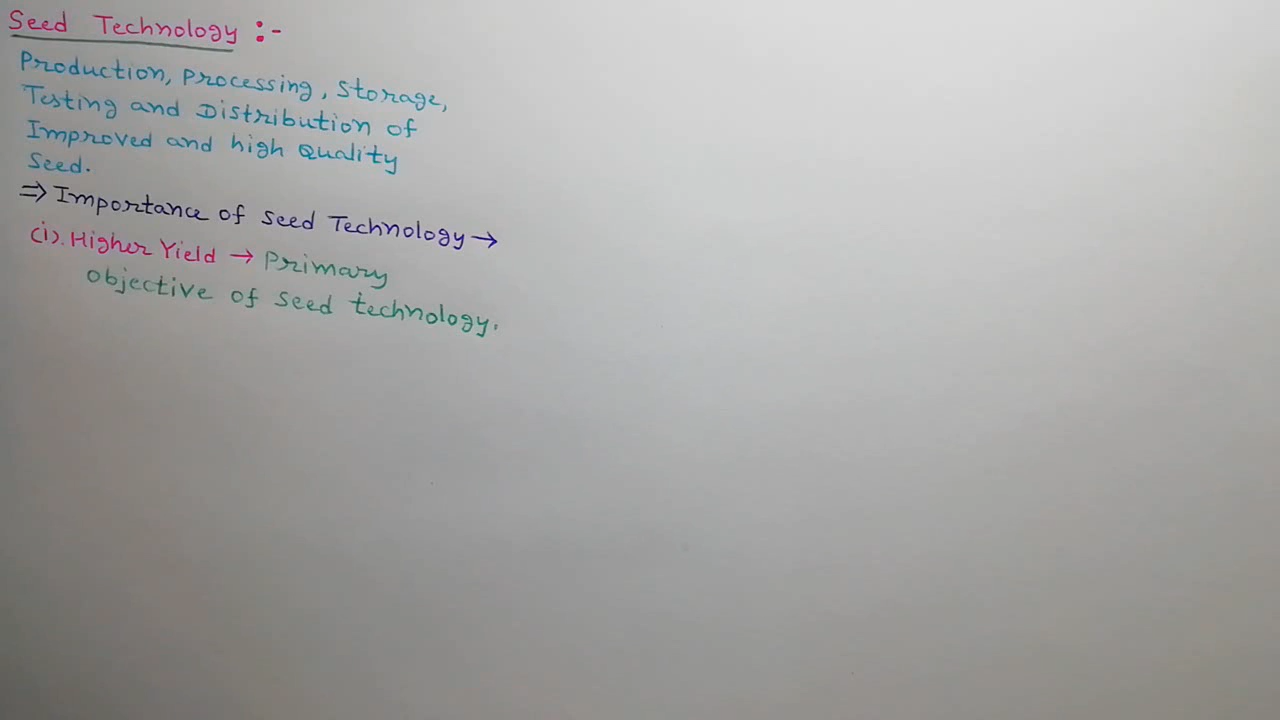 Seed Technology :-
Production, Processing, Storage,
Testing and Distribution of
Improved and high Quality
Seed.
⇒ Importance of Seed Technology →
(i). Higher Yield → Primary
objective of seed technology.